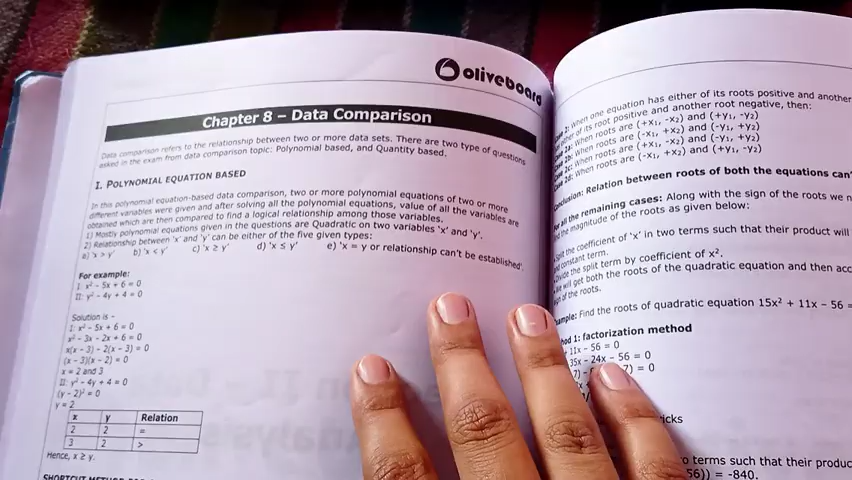 oliveboard
Chapter 8 – Data Comparison
Data comparison refers to the relationship between two or more data sets. There are two type of questions
asked in the exam from data comparison topic: Polynomial based, and Quantity based.
I. POLYNOMIAL EQUATION BASED
In this polynomial equation-based data comparison, two or more polynomial equations of two or more
different variables were given and after solving all the polynomial equations, value of all the variables are
obtained which are then compared to find a logical relationship among those variables.
1) Mostly polynomial equations given in the questions are Quadratic on two variables 'x' and 'y'.
2) Relationship between 'x' and 'y' can be either of the five given types:
a) 'x > y' b) 'x < y' c) 'x ≥ y' d) 'x ≤ y' e) 'x = y or relationship can't be established'
For example:
I: x² – 5x + 6 = 0
II: y² – 4y + 4 = 0
Solution is –
I: x² – 5x + 6 = 0
x² – 3x – 2x + 6 = 0
x(x – 3) – 2(x – 3) = 0
(x – 3)(x – 2) = 0
x = 2 and 3
II: y² – 4y + 4 = 0
(y – 2)² = 0
y = 2
x y Relation
2 2 =
3 2 >
Hence, x ≥ y.
2: When one equation has either of its roots positive and another
either of its root positive and another root negative, then:
2a: When roots are (+x₁, -x₂) and (+y₁, -y₂)
2b: When roots are (-x₁, +x₂) and (-y₁, +y₂)
2c: When roots are (+x₁, -x₂) and (-y₁, +y₂)
2d: When roots are (-x₁, +x₂) and (+y₁, -y₂)
Relation between roots of both the equations can'
all the remaining cases: Along with the sign of the roots we n
the magnitude of the roots as given below:
the coefficient of 'x' in two terms such that their product will
constant term.
the split term by coefficient of x².
will get both of the roots of the quadratic equation and then acc
of the roots.
Find the roots of quadratic equation 15x² + 11x – 56 =
1: factorization method
11x – 56 = 0
35x – 24x – 56 = 0
7) = 0
ricks
o terms such that their produc
56)) = -840.